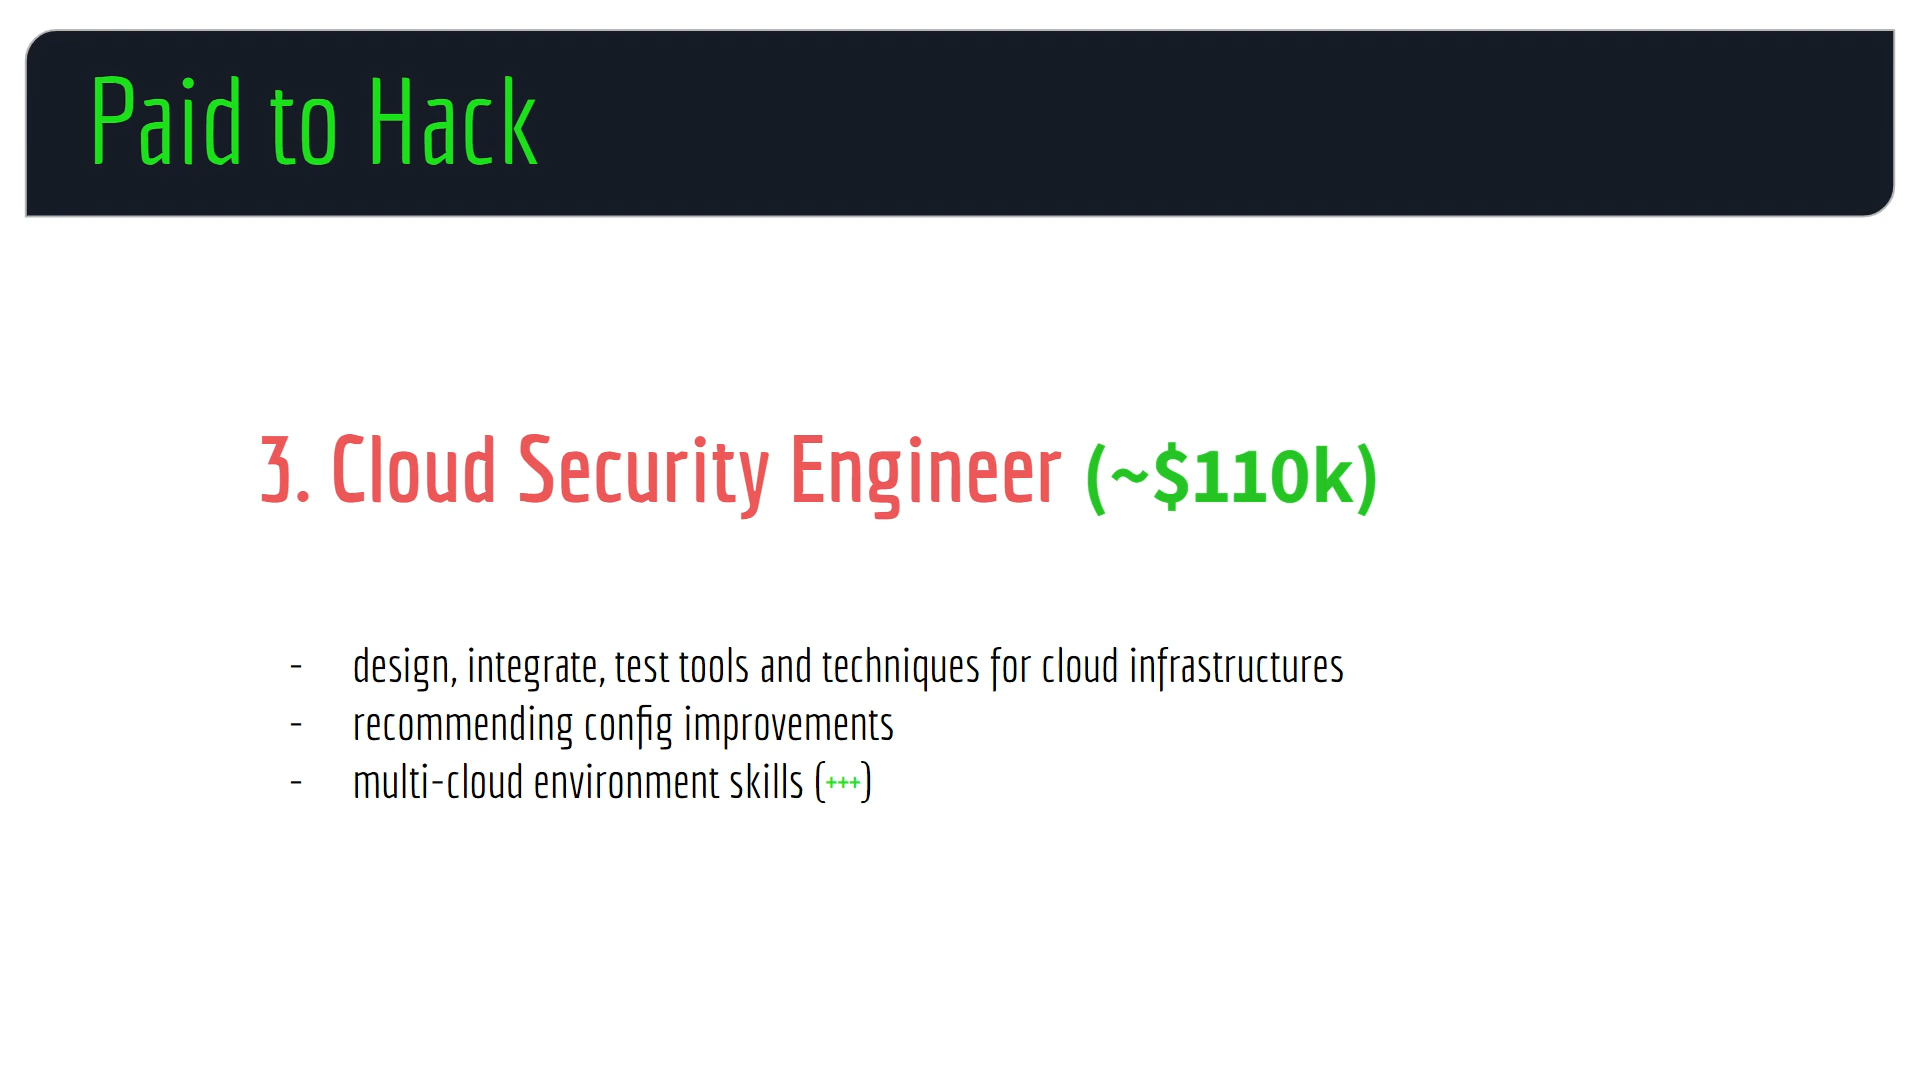 Paid to Hack
3. Cloud Security Engineer (~$110k)
- design, integrate, test tools and techniques for cloud infrastructures
- recommending config improvements
- multi-cloud environment skills (+++)